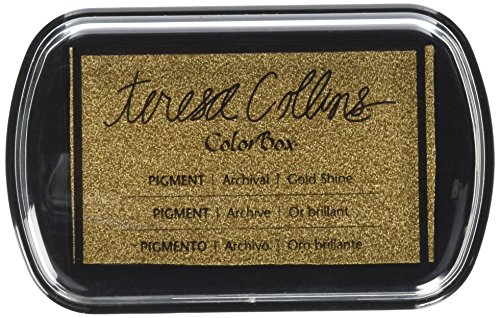 teresa Collins
ColorBox
PIGMENT | Archival | Gold Shine
PIGMENT | Archive | Or brillant
PIGMENTO | Archivo | Oro brillante